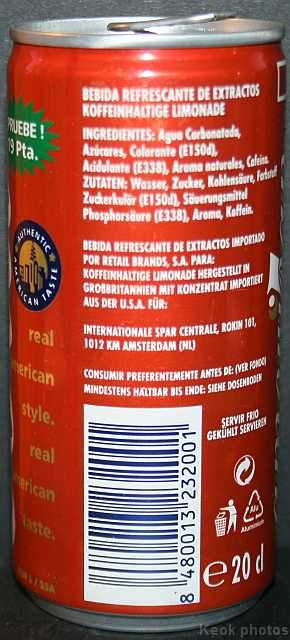 PRUEBE !
19 Pta.
AUTHENTIC
AMERICAN TASTE
real
american
style.
real
american
taste.
BEBIDA REFRESCANTE DE EXTRACTOS
KOFFEINHALTIGE LIMONADE
INGREDIENTES: Agua Carbonatada,
Azúcares, Colorante (E150d),
Acidulante (E338), Aroma naturales, Cafeina.
ZUTATEN: Wasser, Zucker, Kohlensäure, Farbstoff
Zuckerkulör (E150d), Säuerungsmittel
Phosphorsäure (E338), Aroma, Koffein.
BEBIDA REFRESCANTE DE EXTRACTOS IMPORTADO
POR RETAIL BRANDS, S.A. PARA:
KOFFEINHALTIGE LIMONADE HERGESTELLT IN
GROßBRITANNIEN MIT KONZENTRAT IMPORTIERT
AUS DER U.S.A. FÜR:
INTERNATIONALE SPAR CENTRALE, ROKIN 101,
1012 KM AMSTERDAM (NL)
CONSUMIR PREFERENTEMENTE ANTES DE: (VER FONDO)
MINDESTENS HALTBAR BIS ENDE: SIEHE DOSENBODEN
SERVIR FRIO
GEKÜHLT SERVIEREN
Alu
Aluminium
8 480013 232001
e 20 cl
Keok photos